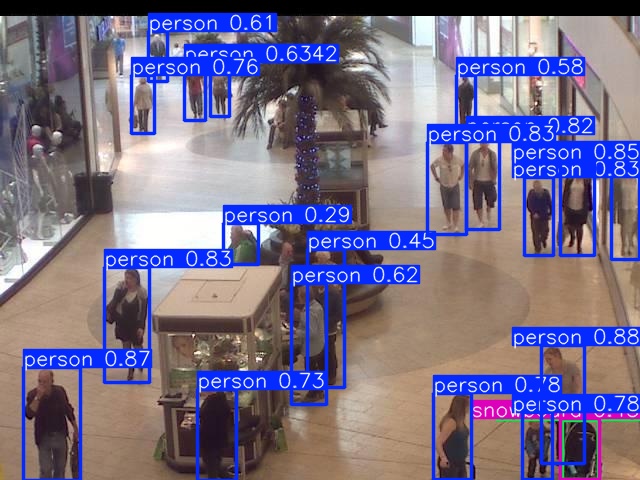 person 0.61
person 0.6342
person 0.76
person 0.58
person 0.83
0.82
person 0.85
person 0.83
person 0.29
person 0.45
person 0.83
person 0.62
person 0.88
person 0.87
person 0.73
person 0.78
person 0.78